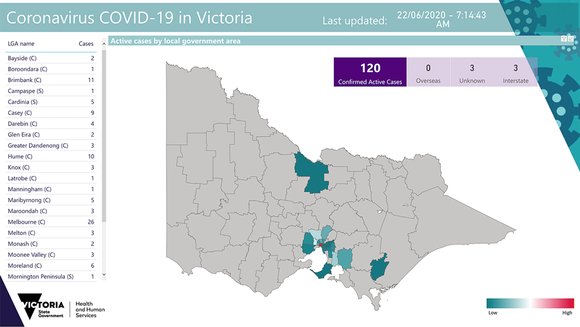 Coronavirus COVID-19 in Victoria
Last updated: 22/06/2020 - 7:14:43 AM
LGA name Cases
Active cases by local government area
Bayside (C) 2
Boroondara (C) 1
Brimbank (C) 11
Campaspe (S) 1
Cardinia (S) 5
Casey (C) 9
Darebin (C) 4
Glen Eira (C) 2
Greater Dandenong (C) 3
Hume (C) 10
Knox (C) 3
Latrobe (C) 1
Manningham (C) 1
Maribyrnong (C) 5
Maroondah (C) 3
Melbourne (C) 26
Melton (C) 3
Monash (C) 2
Moonee Valley (C) 3
Moreland (C) 6
Mornington Peninsula (S) 1
120 Confirmed Active Cases
0 Overseas
3 Unknown
3 Interstate
Low High
VICTORIA
State
Government
Health
and Human
Services